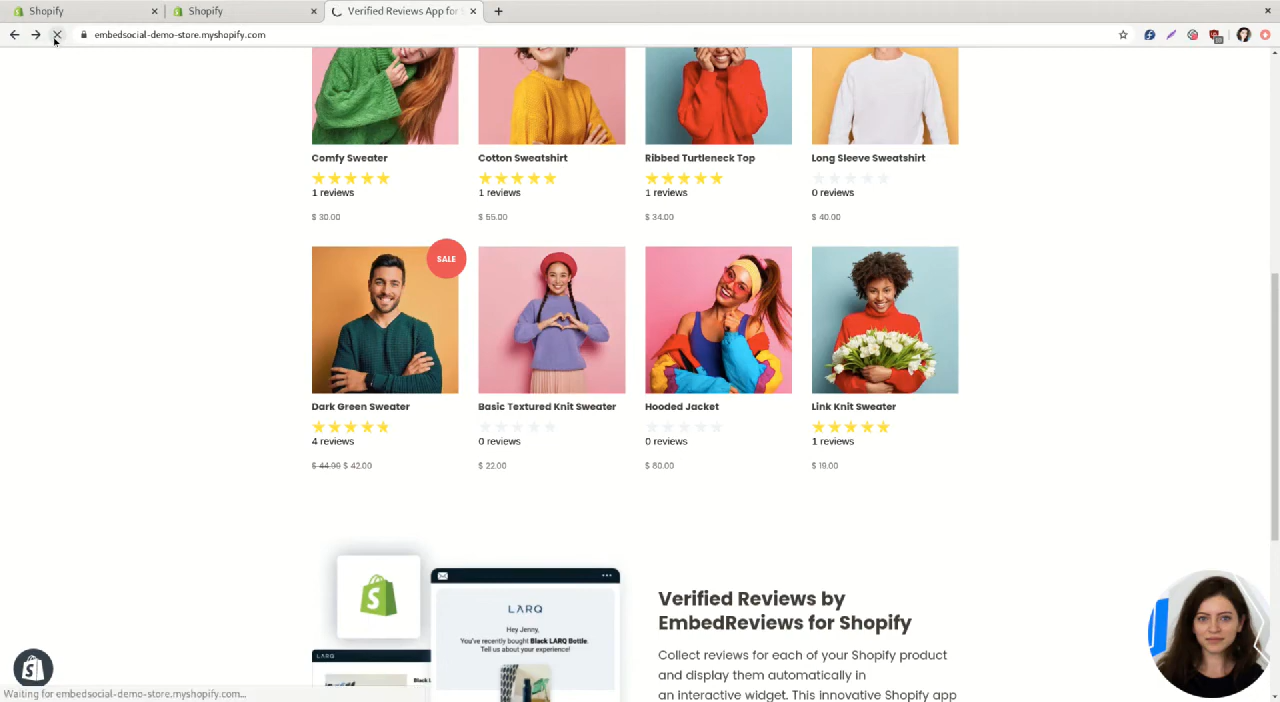 Shopify
Shopify
Verified Reviews App for
embedsocial-demo-store.myshopify.com
Comfy Sweater
Cotton Sweatshirt
Ribbed Turtleneck Top
Long Sleeve Sweatshirt
1 reviews
1 reviews
1 reviews
0 reviews
$ 30.00
$ 55.00
$ 34.00
$ 40.00
SALE
Dark Green Sweater
Basic Textured Knit Sweater
Hooded Jacket
Link Knit Sweater
4 reviews
0 reviews
0 reviews
1 reviews
$ 44.00 $ 42.00
$ 22.00
$ 80.00
$ 19.00
LARQ
Hey Jenny,
You've recently bought Black LARQ Bottle.
Tell us about your experience!
LARQ
Verified Reviews by
EmbedReviews for Shopify
Collect reviews for each of your Shopify product
and display them automatically in
an interactive widget. This innovative Shopify app
Waiting for embedsocial-demo-store.myshopify.com...